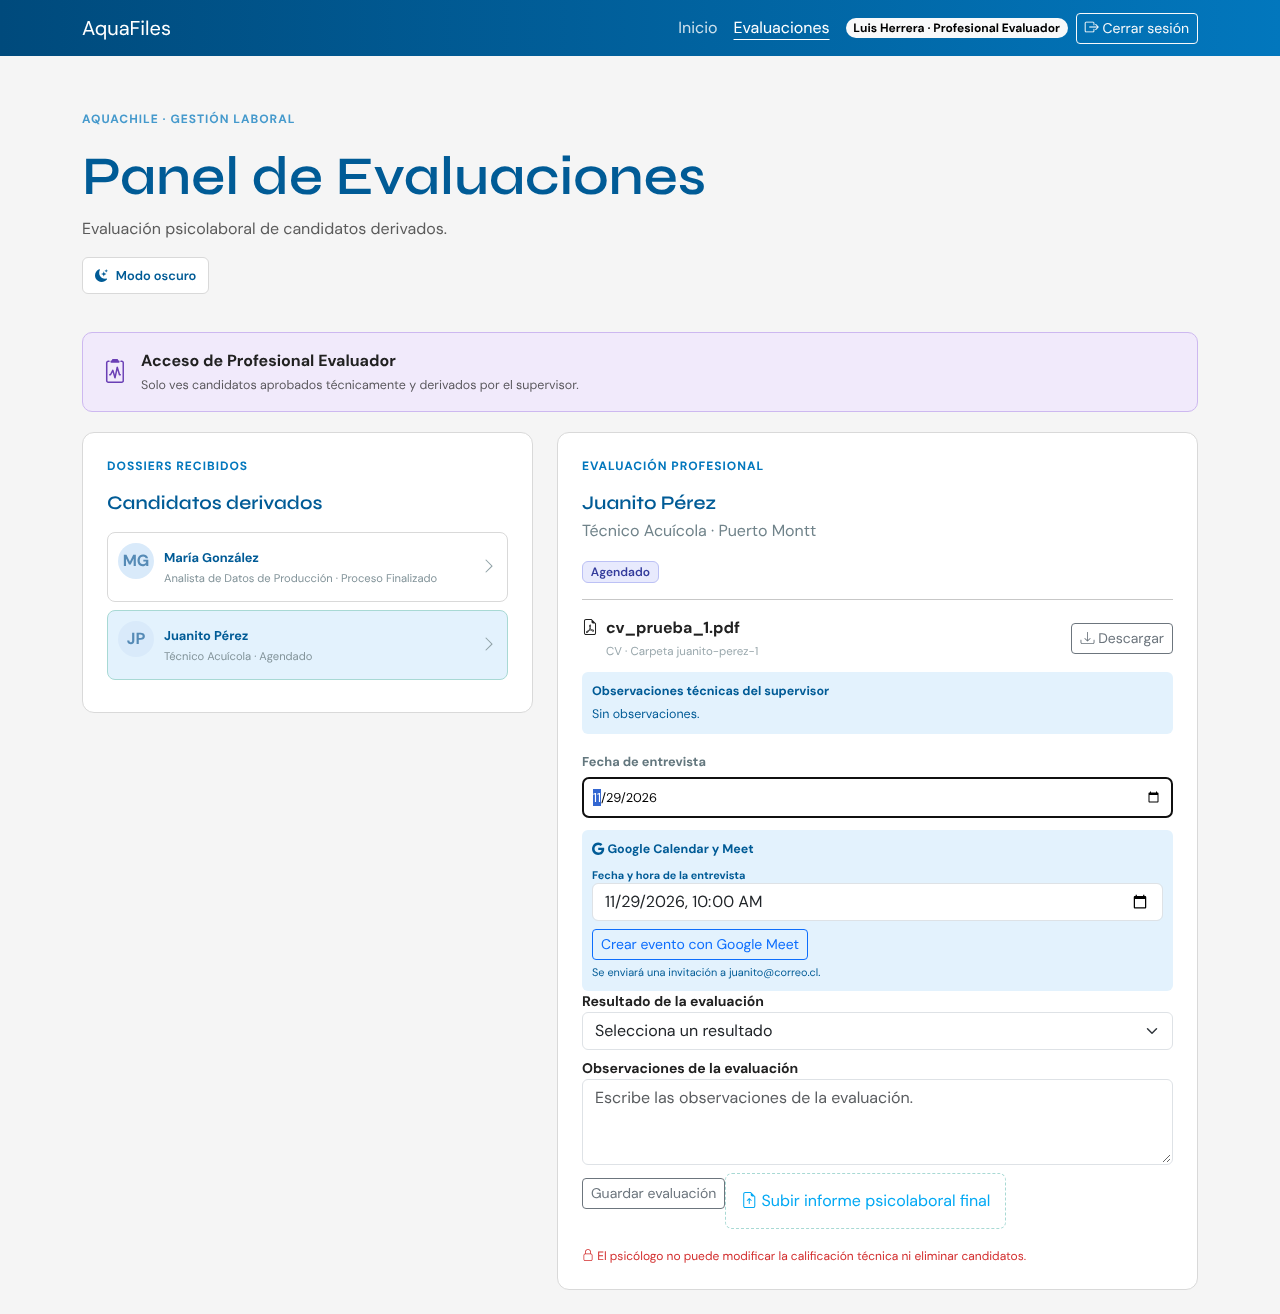 AquaFiles
Inicio
Evaluaciones
Luis Herrera · Profesional Evaluador
Cerrar sesión
AQUACHILE · GESTIÓN LABORAL
Panel de Evaluaciones
Evaluación psicolaboral de candidatos derivados.
Modo oscuro
Acceso de Profesional Evaluador
Solo ves candidatos aprobados técnicamente y derivados por el supervisor.
DOSSIERS RECIBIDOS
Candidatos derivados
MG
María González
Analista de Datos de Producción · Proceso Finalizado
JP
Juanito Pérez
Técnico Acuícola · Agendado
EVALUACIÓN PROFESIONAL
Juanito Pérez
Técnico Acuícola · Puerto Montt
Agendado
cv_prueba_1.pdf
CV · Carpeta juanito-perez-1
Descargar
Observaciones técnicas del supervisor
Sin observaciones.
Fecha de entrevista
11/29/2026
Google Calendar y Meet
Fecha y hora de la entrevista
11/29/2026, 10:00 AM
Crear evento con Google Meet
Se enviará una invitación a juanito@correo.cl.
Resultado de la evaluación
Selecciona un resultado
Observaciones de la evaluación
Escribe las observaciones de la evaluación.
Guardar evaluación
Subir informe psicolaboral final
El psicólogo no puede modificar la calificación técnica ni eliminar candidatos.